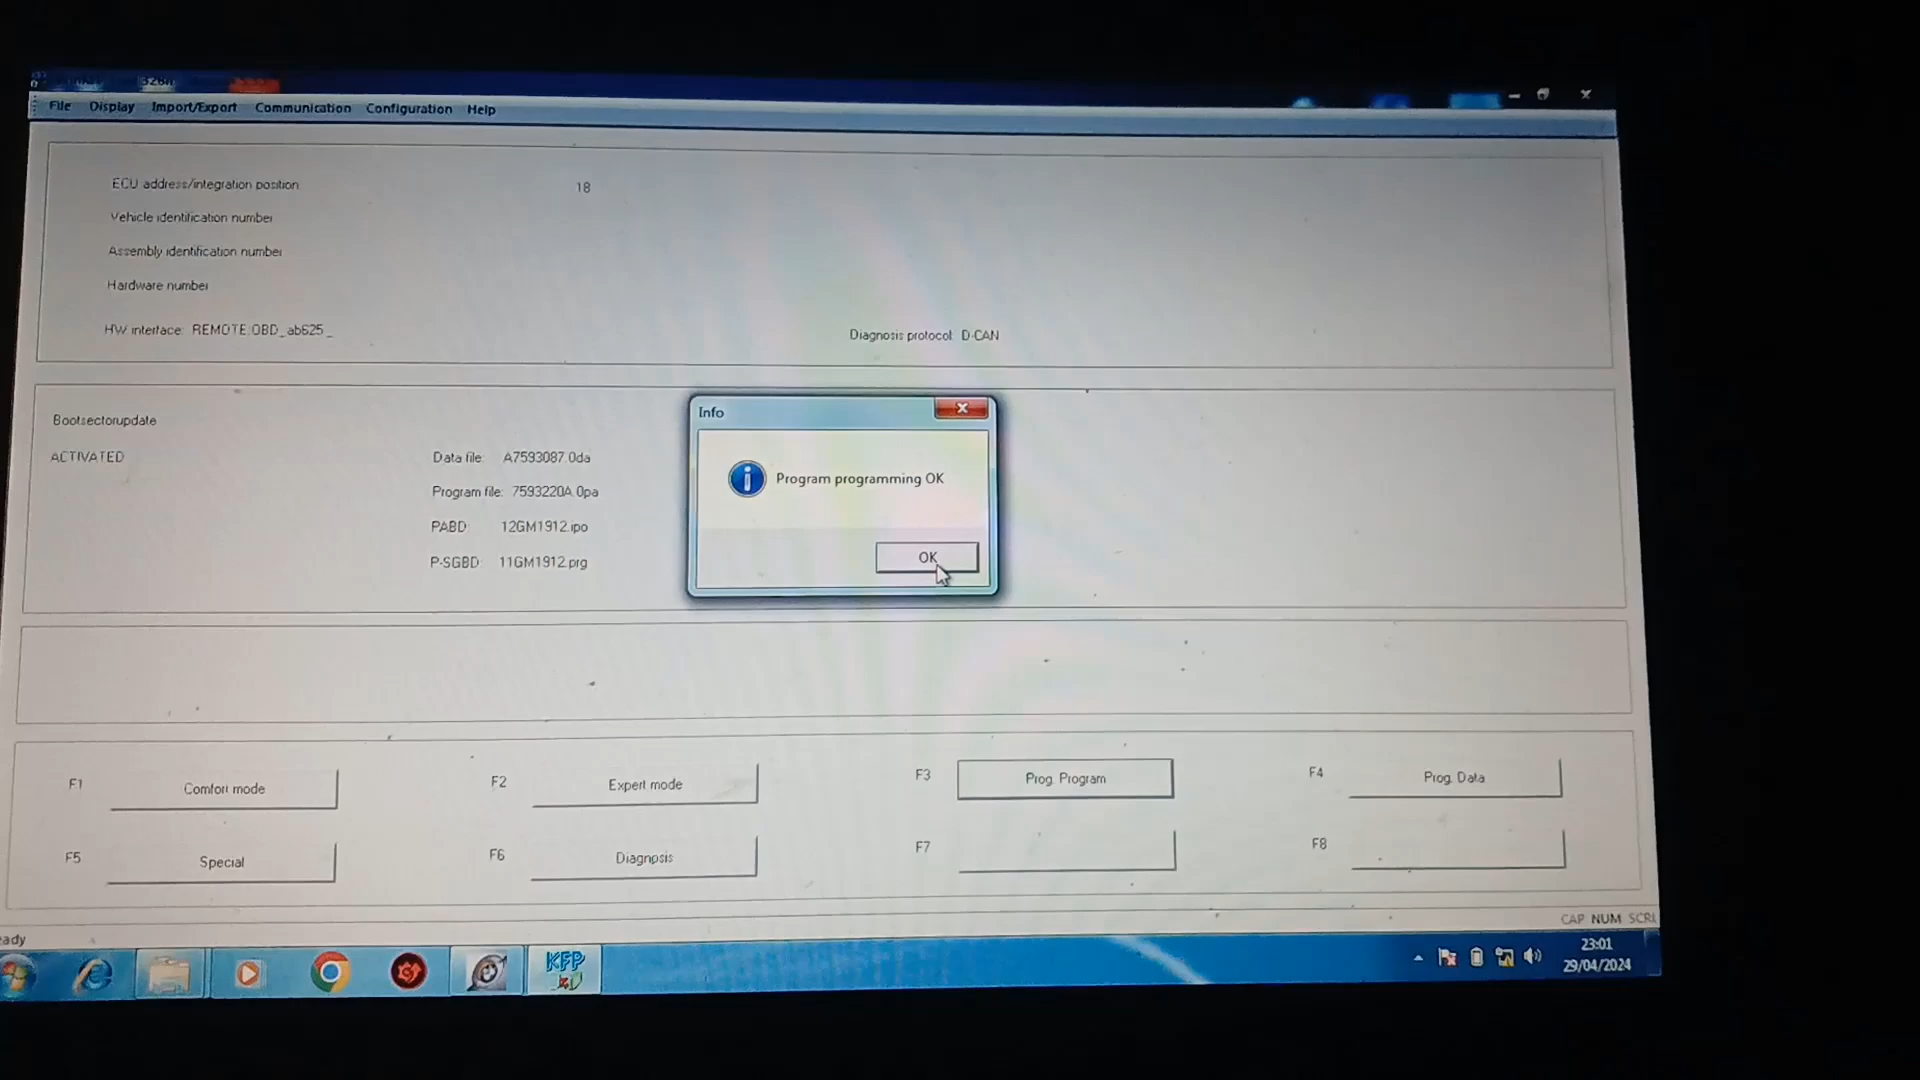 File Display Import/Export Communication Configuration Help
ECU address/integration position 18
Vehicle identification number
Assembly identification number
Hardware number
HW interface: REMOTE:OBD_ab625_ Diagnosis protocol: D-CAN
Bootsectorupdate
ACTIVATED
Data file: A7593087.0da
Program file: 7593220A.0pa
PABD: 12GM1912.ipo
P-SGBD: 11GM1912.prg
Info
Program programming OK
OK
F1 Comfort mode F2 Expert mode F3 Prog. Program F4 Prog. Data
F5 Special F6 Diagnosis F7 F8
CAP NUM SCRL
eady
KFP
23:01
29/04/2024